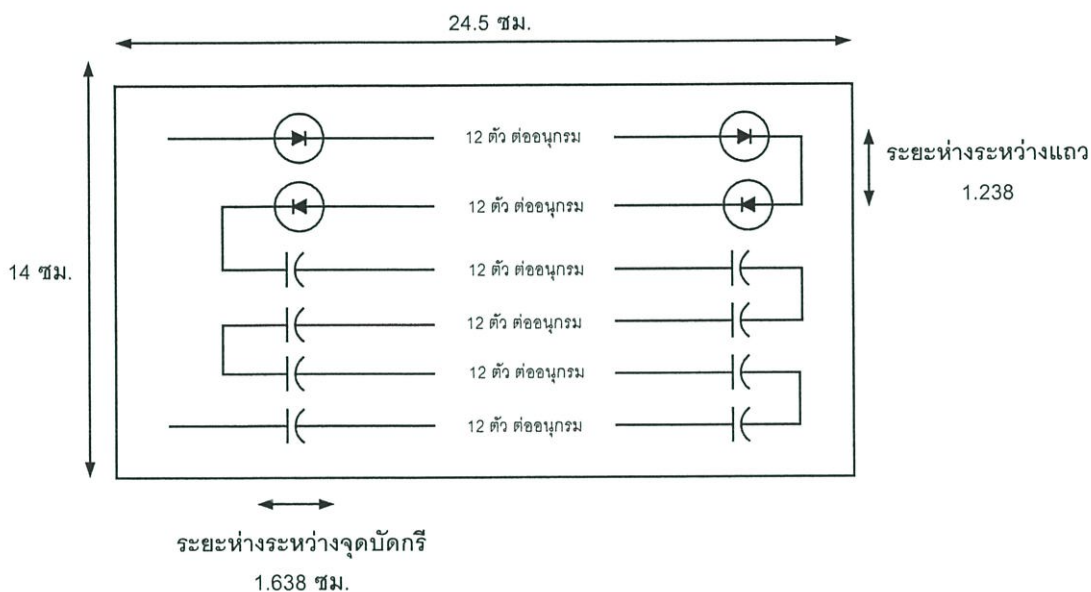 24.5 ซม.
12 ตัว ต่ออนุกรม
ระยะห่างระหว่างแถว
1.238
12 ตัว ต่ออนุกรม
14 ซม.
12 ตัว ต่ออนุกรม
12 ตัว ต่ออนุกรม
12 ตัว ต่ออนุกรม
12 ตัว ต่ออนุกรม
ระยะห่างระหว่างจุดบัดกรี
1.638 ซม.